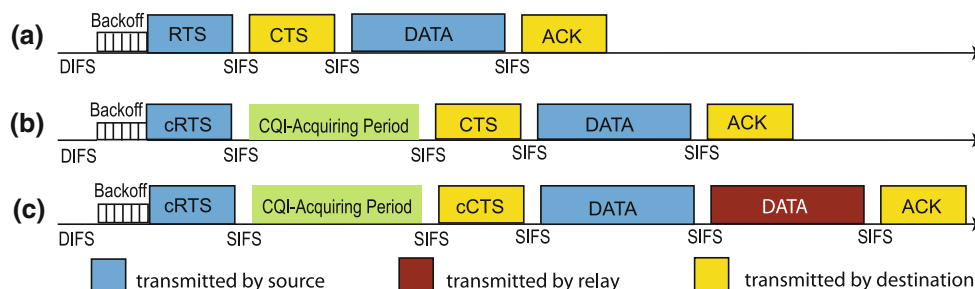 (a)
Backoff
RTS
CTS
DATA
ACK
DIFS
SIFS
SIFS
SIFS
(b)
Backoff
cRTS
CQI-Acquiring Period
CTS
DATA
ACK
DIFS
SIFS
SIFS
SIFS
SIFS
(c)
Backoff
cRTS
CQI-Acquiring Period
cCTS
DATA
DATA
ACK
DIFS
SIFS
SIFS
SIFS
SIFS
SIFS
transmitted by source
transmitted by relay
transmitted by destination